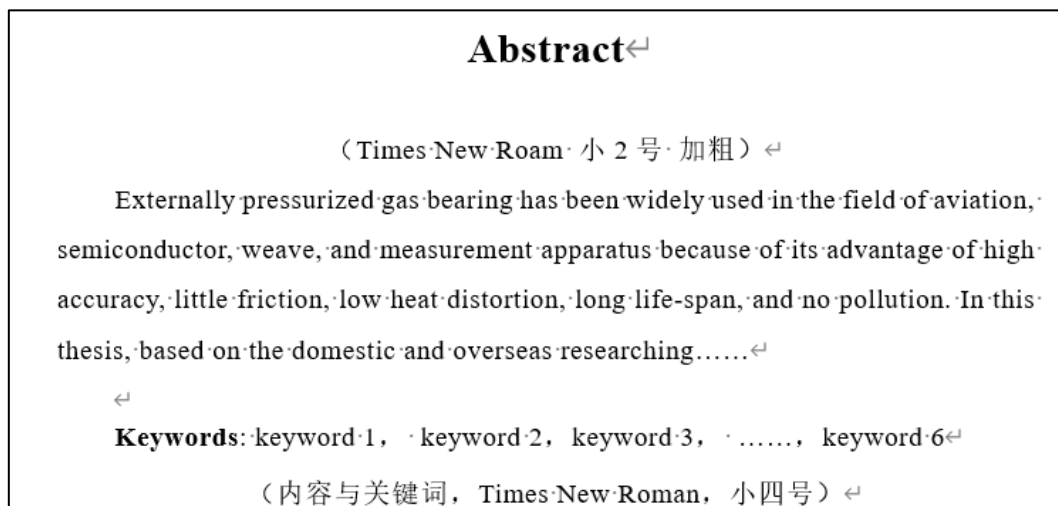 Abstract
（Times New Roam 小 2 号 加粗）
Externally pressurized gas bearing has been widely used in the field of aviation,
semiconductor, weave, and measurement apparatus because of its advantage of high
accuracy, little friction, low heat distortion, long life-span, and no pollution. In this
thesis, based on the domestic and overseas researching……
Keywords: keyword 1， keyword 2，keyword 3， ……，keyword 6
（内容与关键词，Times New Roman，小四号）